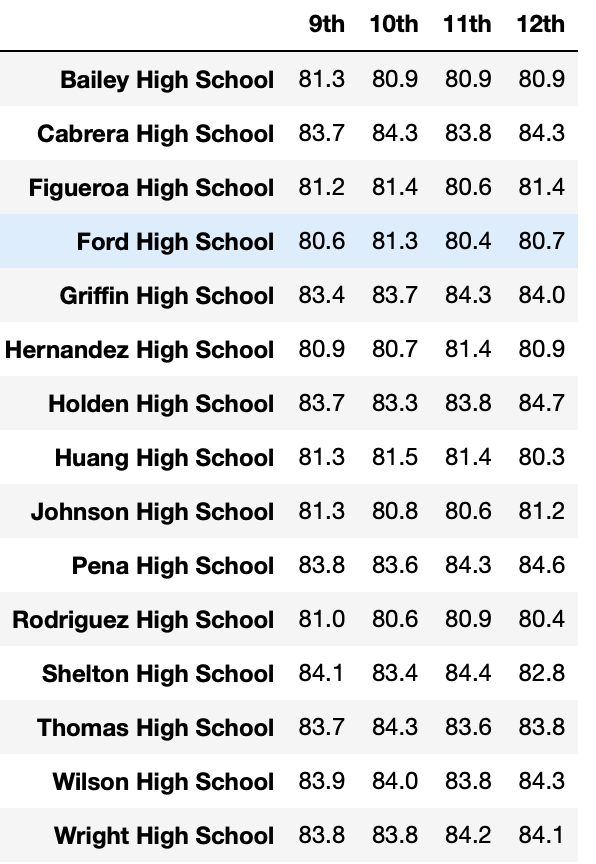 9th 10th 11th 12th
Bailey High School 81.3 80.9 80.9 80.9
Cabrera High School 83.7 84.3 83.8 84.3
Figueroa High School 81.2 81.4 80.6 81.4
Ford High School 80.6 81.3 80.4 80.7
Griffin High School 83.4 83.7 84.3 84.0
Hernandez High School 80.9 80.7 81.4 80.9
Holden High School 83.7 83.3 83.8 84.7
Huang High School 81.3 81.5 81.4 80.3
Johnson High School 81.3 80.8 80.6 81.2
Pena High School 83.8 83.6 84.3 84.6
Rodriguez High School 81.0 80.6 80.9 80.4
Shelton High School 84.1 83.4 84.4 82.8
Thomas High School 83.7 84.3 83.6 83.8
Wilson High School 83.9 84.0 83.8 84.3
Wright High School 83.8 83.8 84.2 84.1